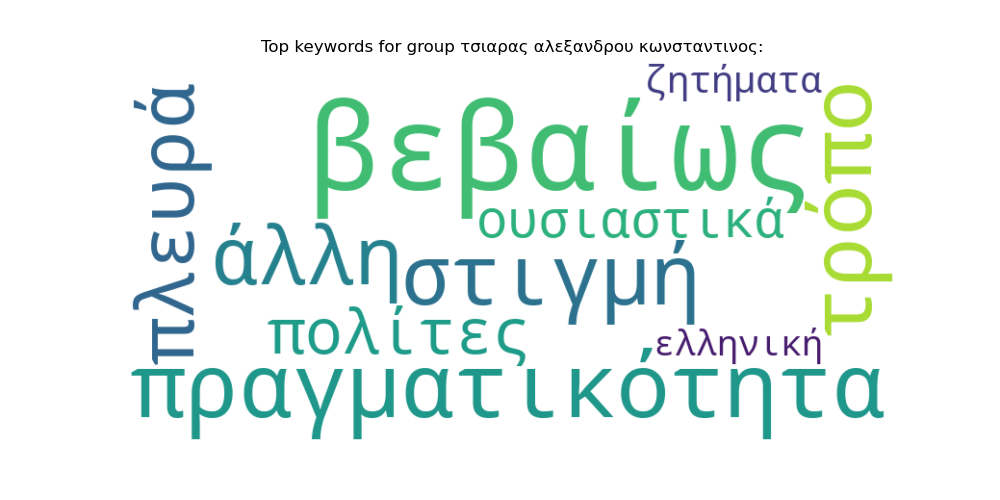 Top keywords for group τσιαρας αλεξανδρου κωνσταντινος:
ζητήματα
πλευρά
βεβαίως
τρόπο
ουσιαστικά
άλλη
στιγμή
πολίτες
ελληνική
πραγματικότητα